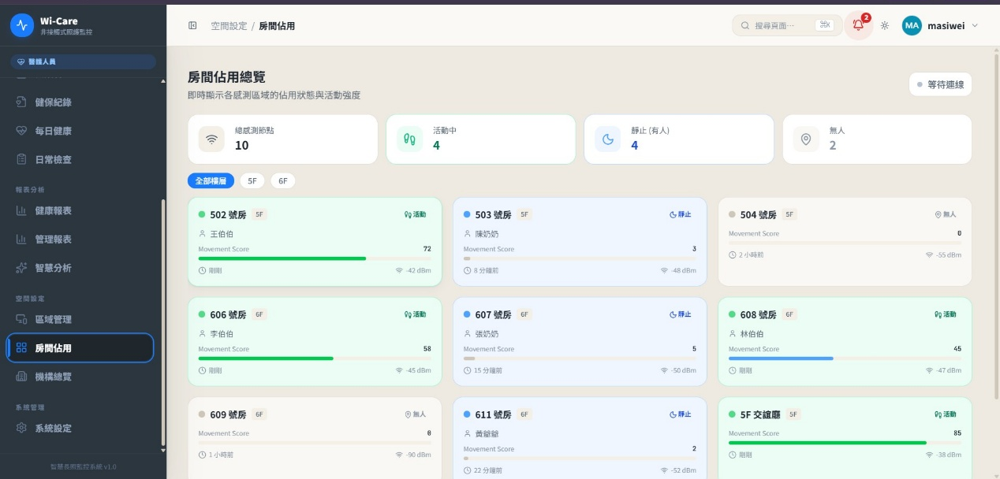 Wi-Care
非接觸式照護監控
醫護人員
健保紀錄
每日健康
日常檢查
報表分析
健康報表
管理報表
智慧分析
空間設定
區域管理
房間佔用
機構總覽
系統管理
系統設定
智慧長照監控系統 v1.0
空間設定 / 房間佔用
搜尋頁面… ⌘K
2
MA masiwei
房間佔用總覽
即時顯示各感測區域的佔用狀態與活動強度
等待連線
總感測節點
10
活動中
4
靜止 (有人)
4
無人
2
全部樓層 5F 6F
502 號房 5F 活動
王伯伯
Movement Score 72
剛剛 -42 dBm
503 號房 5F 靜止
陳奶奶
Movement Score 3
8 分鐘前 -48 dBm
504 號房 5F 無人
Movement Score 0
2 小時前 -55 dBm
606 號房 6F 活動
李伯伯
Movement Score 58
剛剛 -45 dBm
607 號房 6F 靜止
張奶奶
Movement Score 5
15 分鐘前 -50 dBm
608 號房 6F 活動
林伯伯
Movement Score 45
剛剛 -47 dBm
609 號房 6F 無人
Movement Score 0
1 小時前 -90 dBm
611 號房 6F 靜止
黃爺爺
Movement Score 2
22 分鐘前 -52 dBm
5F 交誼廳 5F 活動
Movement Score 85
剛剛 -38 dBm